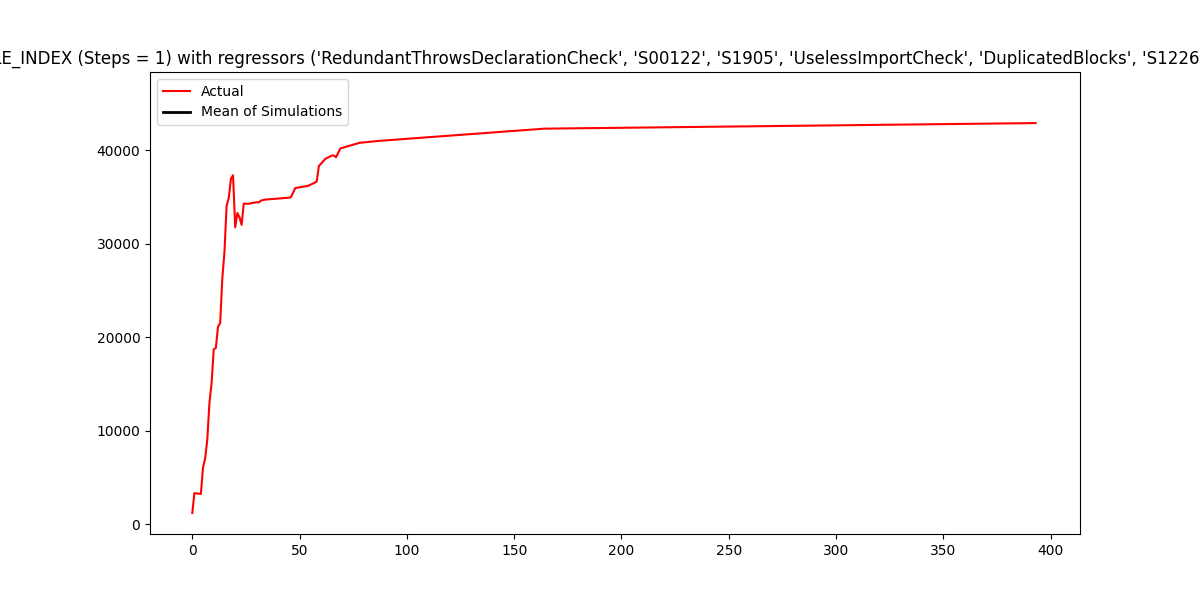 E_INDEX (Steps = 1) with regressors ('RedundantThrowsDeclarationCheck', 'S00122', 'S1905', 'UselessImportCheck', 'DuplicatedBlocks', 'S1226
Actual
Mean of Simulations
40000
30000
20000
10000
0
0 50 100 150 200 250 300 350 400